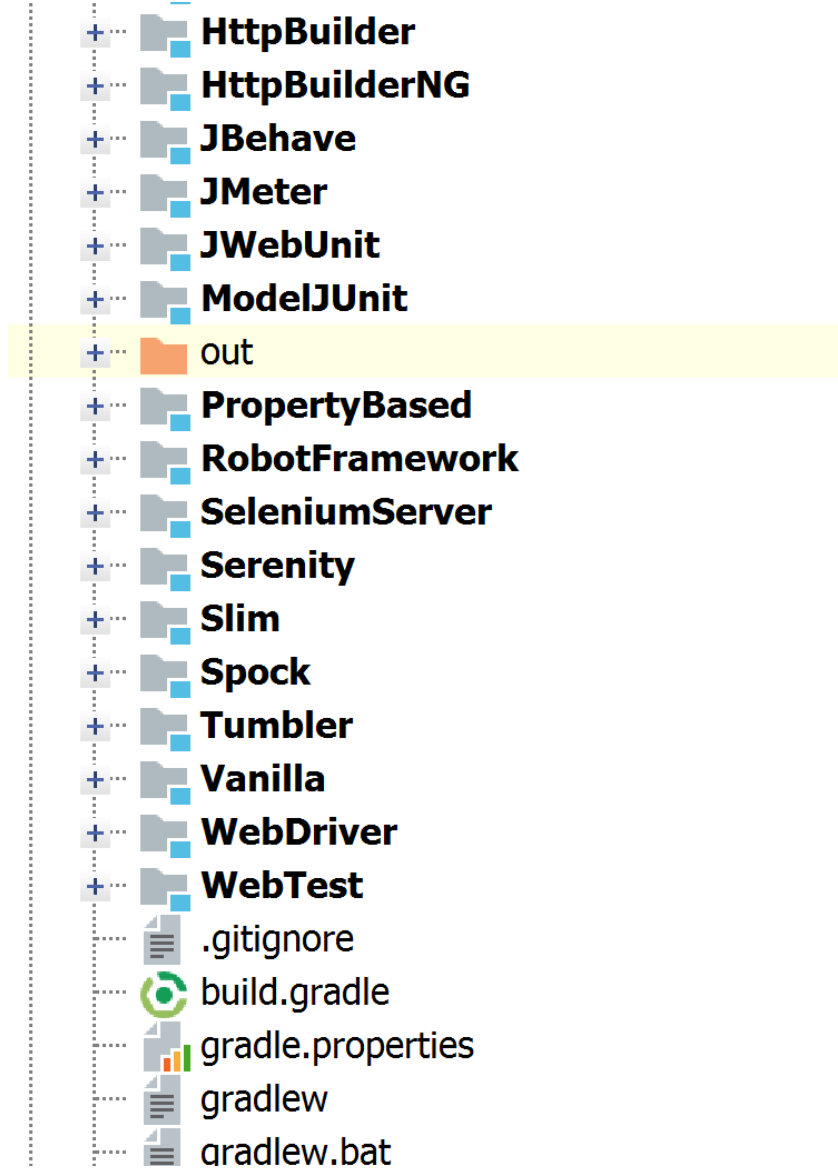 HttpBuilder
HttpBuilderNG
JBehave
JMeter
JWebUnit
ModelJUnit
out
PropertyBased
RobotFramework
SeleniumServer
Serenity
Slim
Spock
Tumbler
Vanilla
WebDriver
WebTest
.gitignore
build.gradle
gradle.properties
gradlew
gradlew.bat